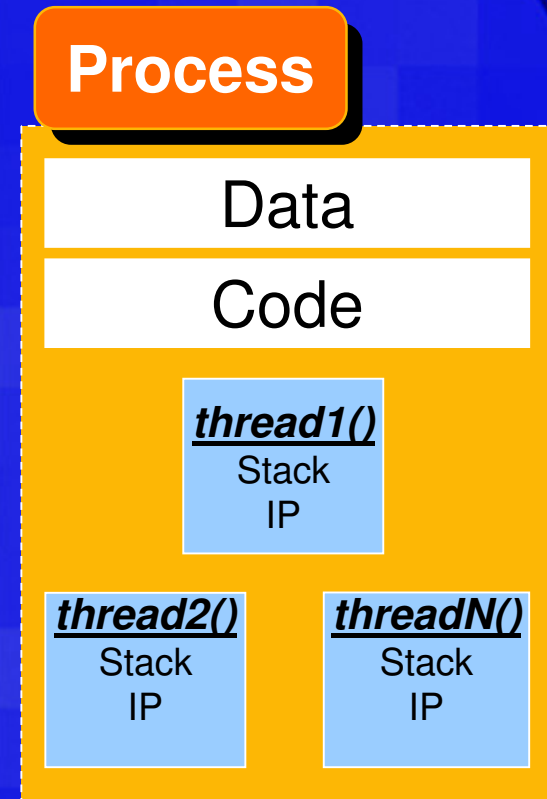 Process
Data
Code
thread1()
Stack
IP
thread2()
Stack
IP
threadN()
Stack
IP